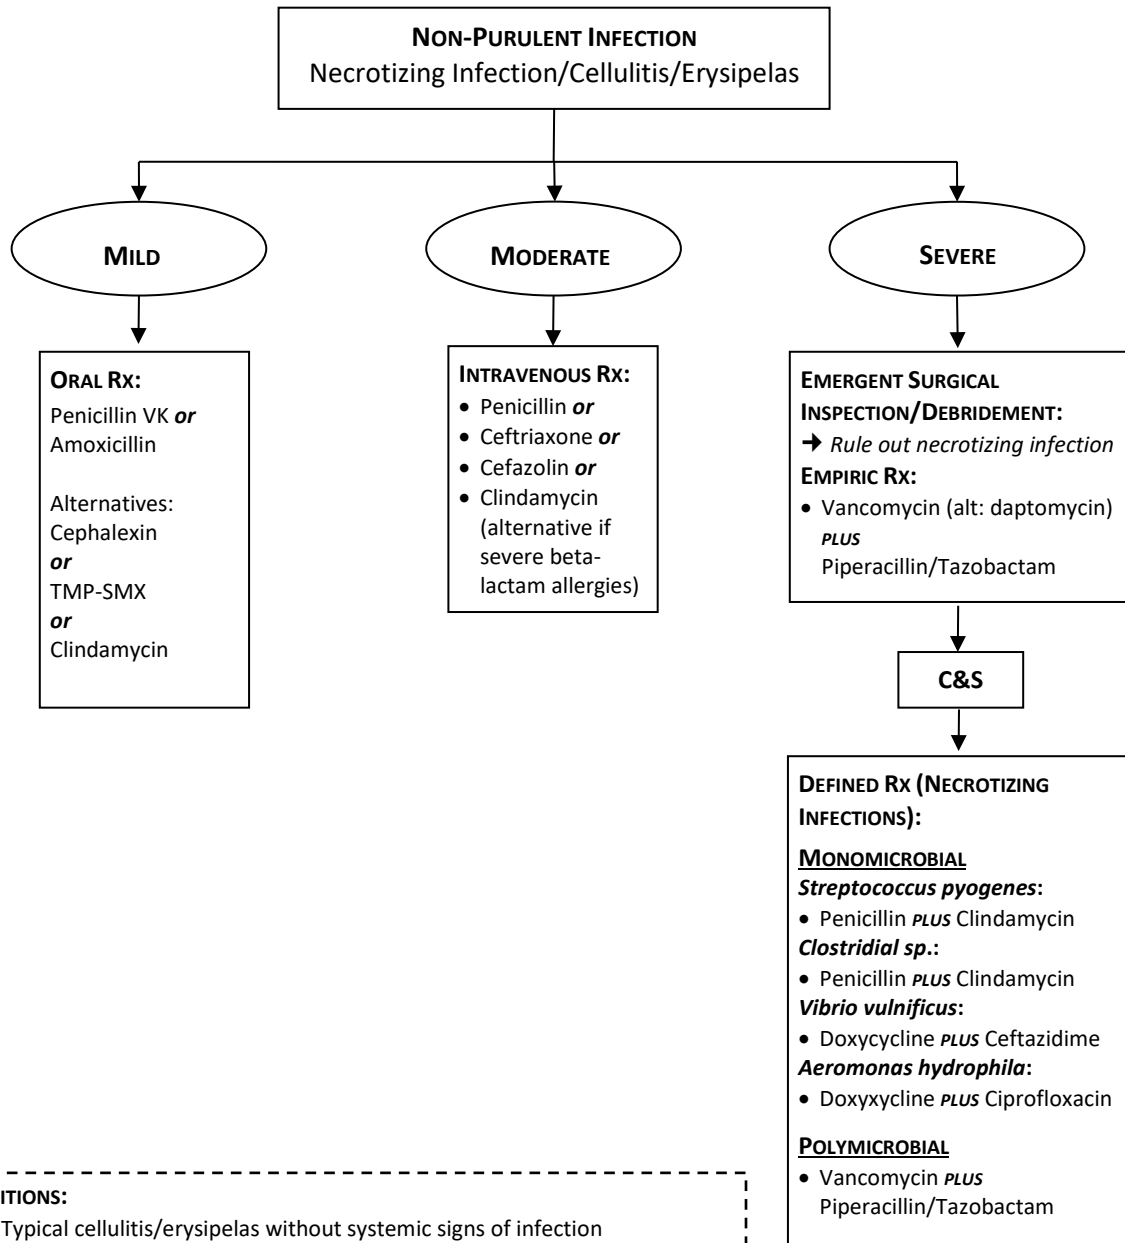 NON-PURULENT INFECTION
Necrotizing Infection/Cellulitis/Erysipelas
MILD
MODERATE
SEVERE
ORAL RX:
Penicillin VK or
Amoxicillin
Alternatives:
Cephalexin
or
TMP-SMX
or
Clindamycin
INTRAVENOUS RX:
• Penicillin or
• Ceftriaxone or
• Cefazolin or
• Clindamycin
(alternative if
severe beta-
lactam allergies)
EMERGENT SURGICAL
INSPECTION/DEBRIDEMENT:
➔ Rule out necrotizing infection
EMPIRIC RX:
• Vancomycin (alt: daptomycin)
PLUS
Piperacillin/Tazobactam
C&S
DEFINED RX (NECROTIZING
INFECTIONS):
MONOMICROBIAL
Streptococcus pyogenes:
• Penicillin PLUS Clindamycin
Clostridial sp.:
• Penicillin PLUS Clindamycin
Vibrio vulnificus:
• Doxycycline PLUS Ceftazidime
Aeromonas hydrophila:
• Doxyxycline PLUS Ciprofloxacin
POLYMICROBIAL
• Vancomycin PLUS
Piperacillin/Tazobactam
ITIONS:
Typical cellulitis/erysipelas without systemic signs of infection